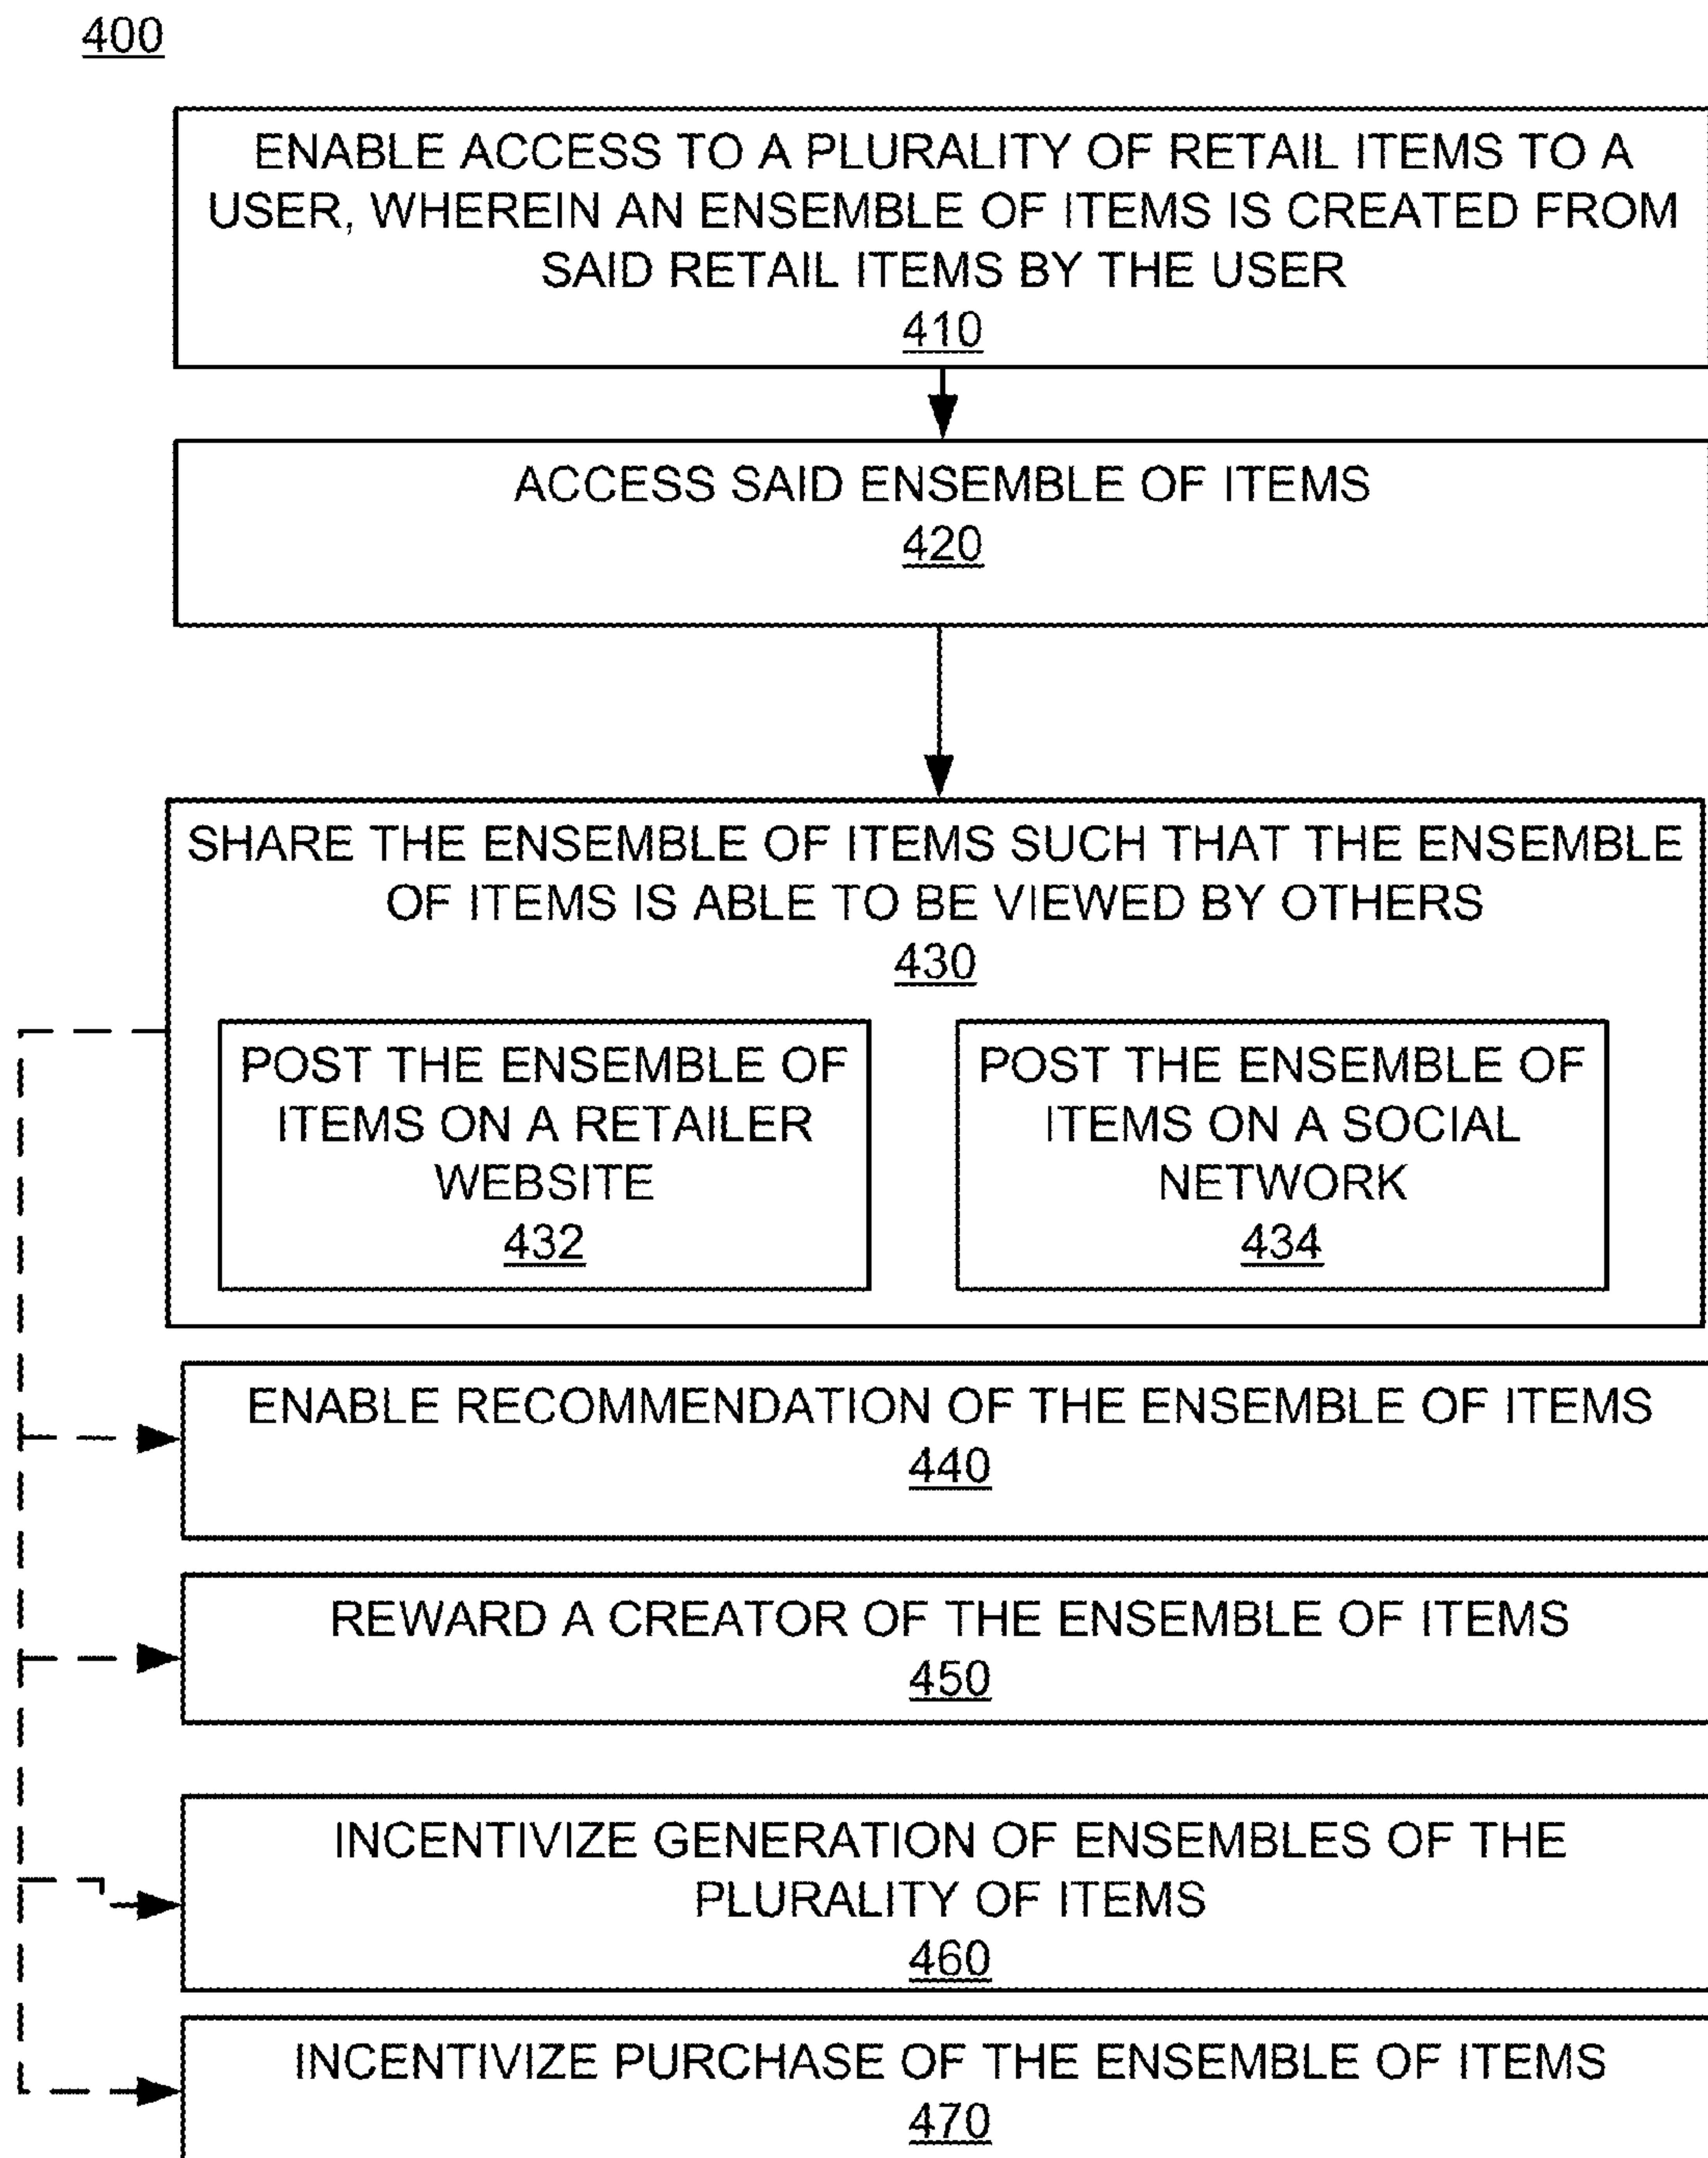 400
ENABLE ACCESS TO A PLURALITY OF RETAIL ITEMS TO A
USER, WHEREIN AN ENSEMBLE OF ITEMS IS CREATED FROM
SAID RETAIL ITEMS BY THE USER
410
ACCESS SAID ENSEMBLE OF ITEMS
420
SHARE THE ENSEMBLE OF ITEMS SUCH THAT THE ENSEMBLE
OF ITEMS IS ABLE TO BE VIEWED BY OTHERS
430
POST THE ENSEMBLE OF
ITEMS ON A RETAILER
WEBSITE
432
POST THE ENSEMBLE OF
ITEMS ON A SOCIAL
NETWORK
434
ENABLE RECOMMENDATION OF THE ENSEMBLE OF ITEMS
440
REWARD A CREATOR OF THE ENSEMBLE OF ITEMS
450
INCENTIVIZE GENERATION OF ENSEMBLES OF THE
PLURALITY OF ITEMS
460
INCENTIVIZE PURCHASE OF THE ENSEMBLE OF ITEMS
470